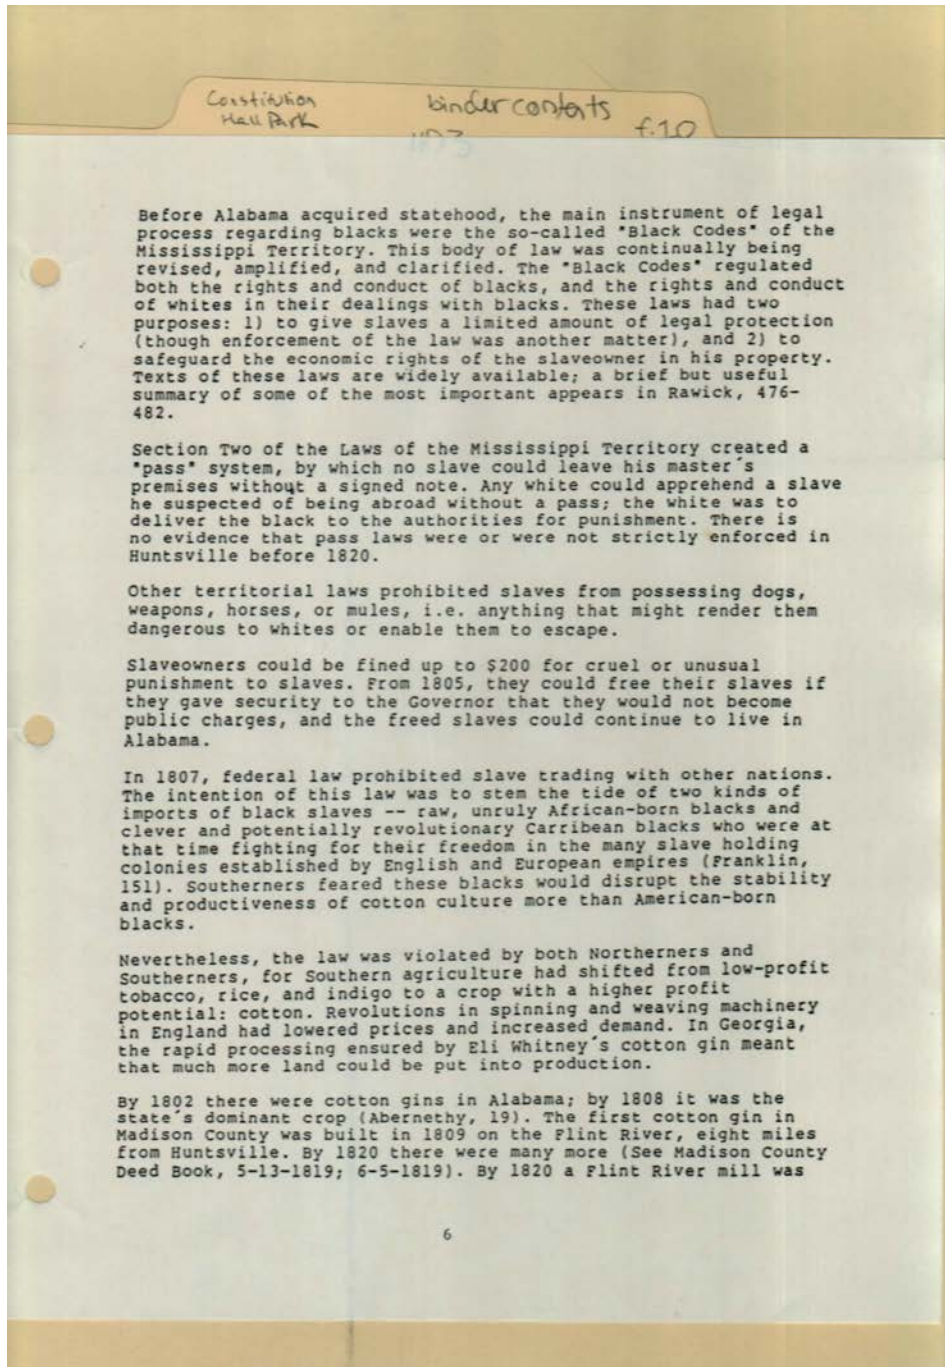 Constitution
Hall Park
binder contents
f.10
Before Alabama acquired statehood, the main instrument of legal
process regarding blacks were the so-called "Black Codes" of the
Mississippi Territory. This body of law was continually being
revised, amplified, and clarified. The "Black Codes" regulated
both the rights and conduct of blacks, and the rights and conduct
of whites in their dealings with blacks. These laws had two
purposes: 1) to give slaves a limited amount of legal protection
(though enforcement of the law was another matter), and 2) to
safeguard the economic rights of the slaveowner in his property.
Texts of these laws are widely available; a brief but useful
summary of some of the most important appears in Rawick, 476-
482.
Section Two of the Laws of the Mississippi Territory created a
"pass" system, by which no slave could leave his master's
premises without a signed note. Any white could apprehend a slave
he suspected of being abroad without a pass; the white was to
deliver the black to the authorities for punishment. There is
no evidence that pass laws were or were not strictly enforced in
Huntsville before 1820.
Other territorial laws prohibited slaves from possessing dogs,
weapons, horses, or mules, i.e. anything that might render them
dangerous to whites or enable them to escape.
Slaveowners could be fined up to $200 for cruel or unusual
punishment to slaves. From 1805, they could free their slaves if
they gave security to the Governor that they would not become
public charges, and the freed slaves could continue to live in
Alabama.
In 1807, federal law prohibited slave trading with other nations.
The intention of this law was to stem the tide of two kinds of
imports of black slaves -- raw, unruly African-born blacks and
clever and potentially revolutionary Carribean blacks who were at
that time fighting for their freedom in the many slave holding
colonies established by English and European empires (Franklin,
151). Southerners feared these blacks would disrupt the stability
and productiveness of cotton culture more than American-born
blacks.
Nevertheless, the law was violated by both Northerners and
Southerners, for Southern agriculture had shifted from low-profit
tobacco, rice, and indigo to a crop with a higher profit
potential: cotton. Revolutions in spinning and weaving machinery
in England had lowered prices and increased demand. In Georgia,
the rapid processing ensured by Eli Whitney's cotton gin meant
that much more land could be put into production.
By 1802 there were cotton gins in Alabama; by 1808 it was the
state's dominant crop (Abernethy, 19). The first cotton gin in
Madison County was built in 1809 on the Flint River, eight miles
from Huntsville. By 1820 there were many more (See Madison County
Deed Book, 5-13-1819; 6-5-1819). By 1820 a Flint River mill was
6